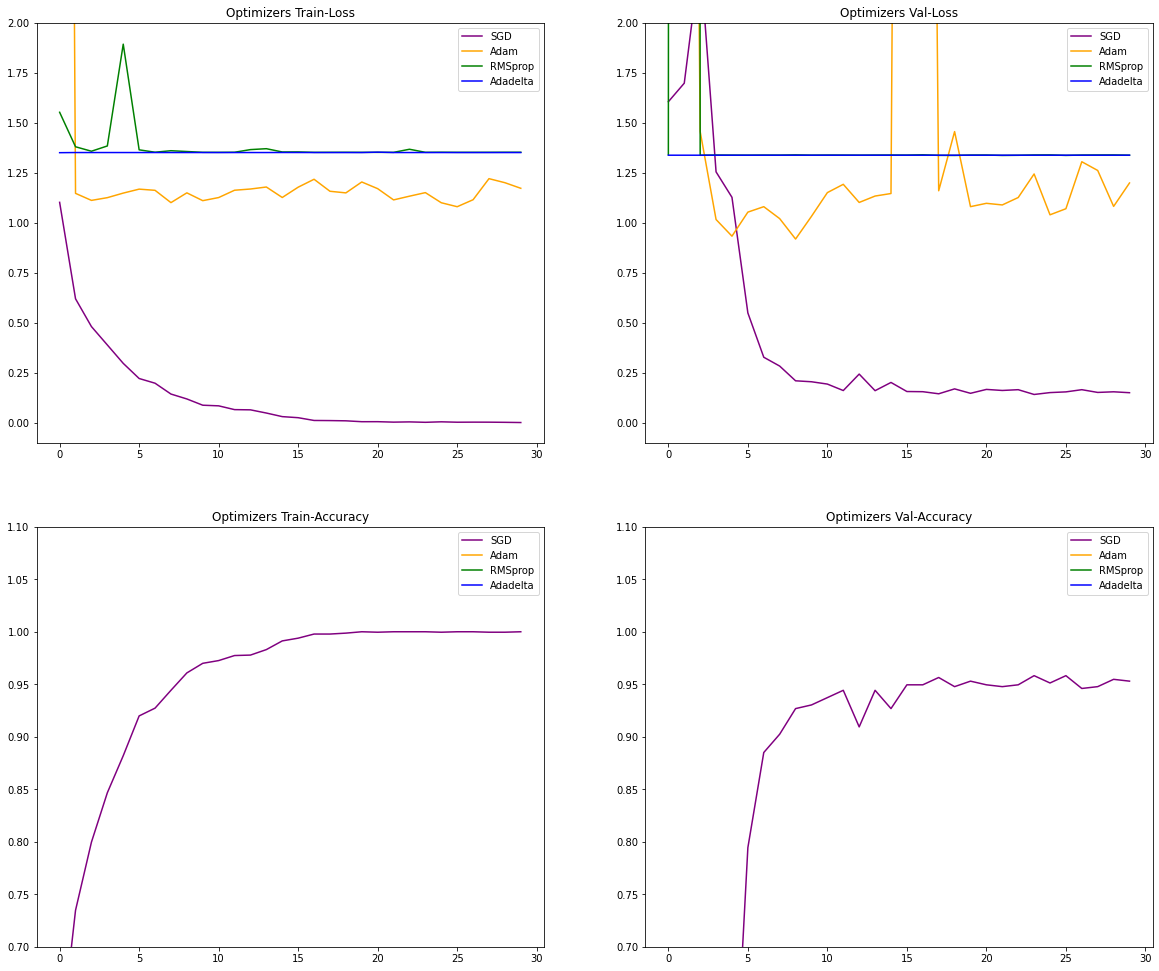 Optimizers Train-Loss
2.00
1.75
1.50
1.25
1.00
0.75
0.50
0.25
0.00
0 5 10 15 20 25 30
SGD
Adam
RMSprop
Adadelta
Optimizers Val-Loss
2.00
1.75
1.50
1.25
1.00
0.75
0.50
0.25
0.00
0 5 10 15 20 25 30
SGD
Adam
RMSprop
Adadelta
Optimizers Train-Accuracy
1.10
1.05
1.00
0.95
0.90
0.85
0.80
0.75
0.70
0 5 10 15 20 25 30
SGD
Adam
RMSprop
Adadelta
Optimizers Val-Accuracy
1.10
1.05
1.00
0.95
0.90
0.85
0.80
0.75
0.70
0 5 10 15 20 25 30
SGD
Adam
RMSprop
Adadelta